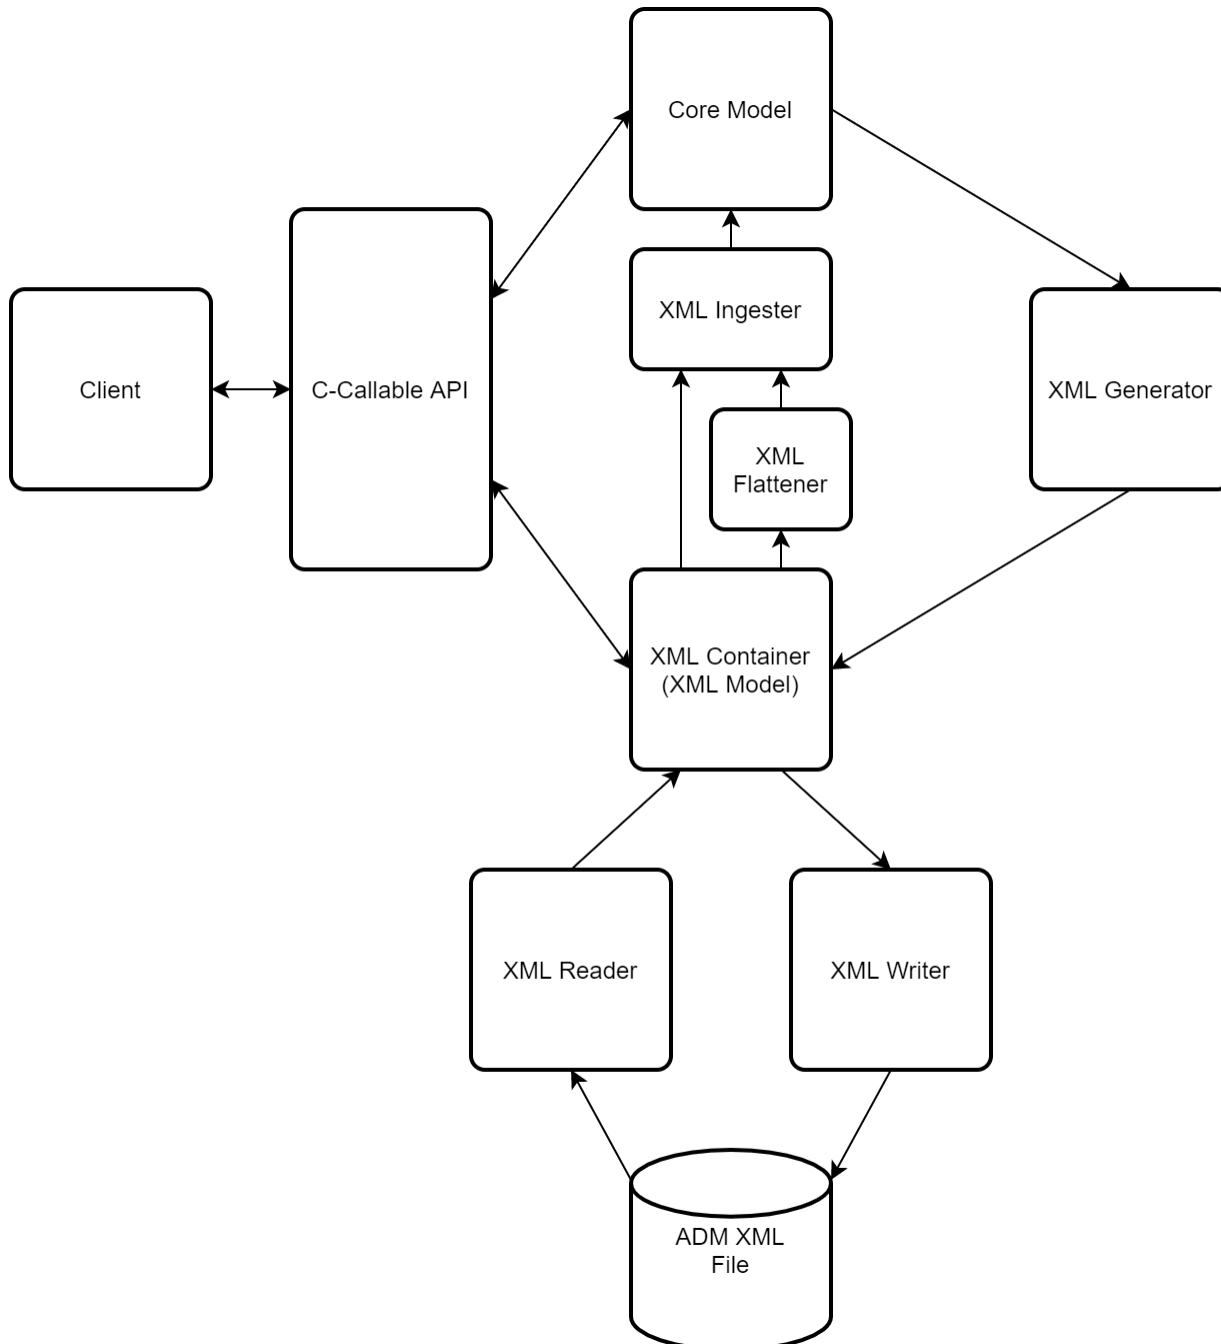 Core Model
XML Ingester
Client
C-Callable API
XML Generator
XML
Flattener
XML Container
(XML Model)
XML Reader
XML Writer
ADM XML
File